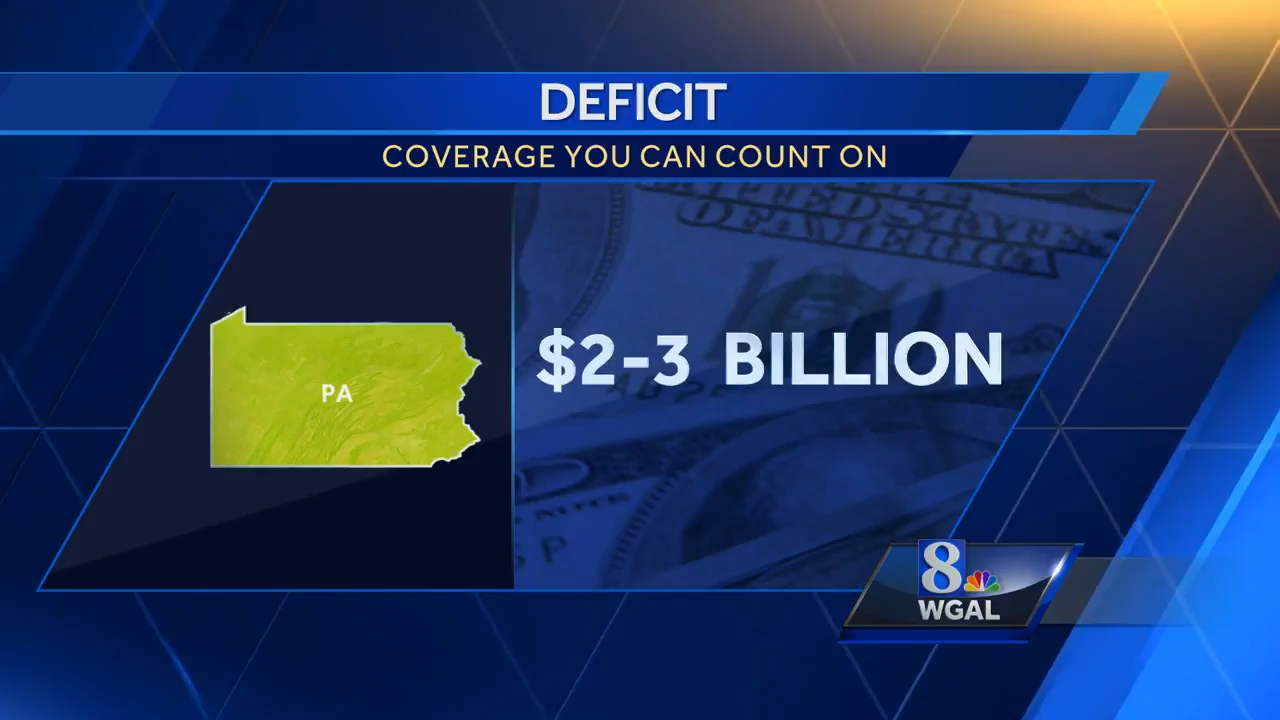 DEFICIT
COVERAGE YOU CAN COUNT ON
PA
$2-3 BILLION
8
WGAL